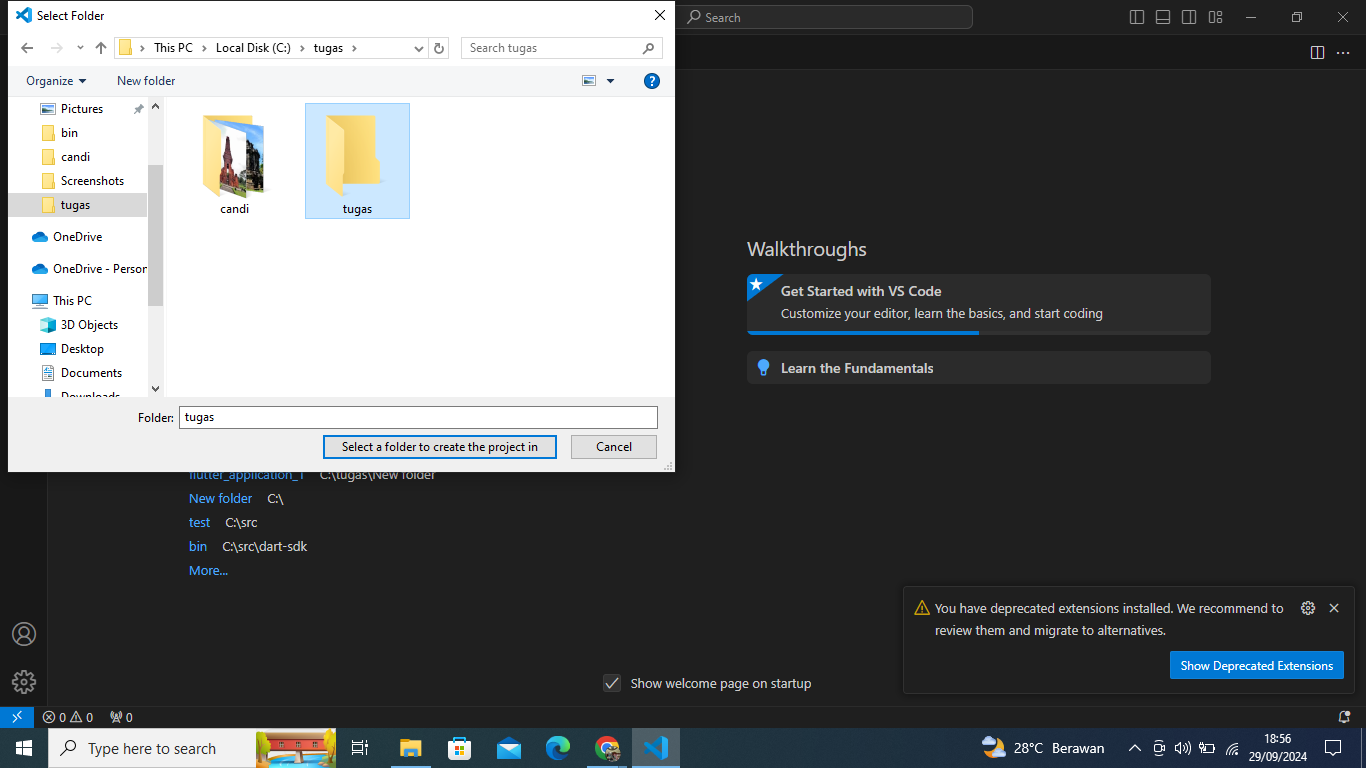 Select Folder
Search
This PC
Local Disk (C:)
tugas
Search tugas
Organize
New folder
Pictures
bin
candi
Screenshots
tugas
OneDrive
OneDrive - Person
This PC
3D Objects
Desktop
Documents
Downloads
candi
tugas
Folder:
tugas
Select a folder to create the project in
Cancel
Walkthroughs
Get Started with VS Code
Customize your editor, learn the basics, and start coding
Learn the Fundamentals
flutter_application_1 C:\tugas\New folder
New folder C:\
test C:\src
bin C:\src\dart-sdk
More...
You have deprecated extensions installed. We recommend to
review them and migrate to alternatives.
Show Deprecated Extensions
Show welcome page on startup
0 0 0
Type here to search
28°C Berawan
18:56
29/09/2024